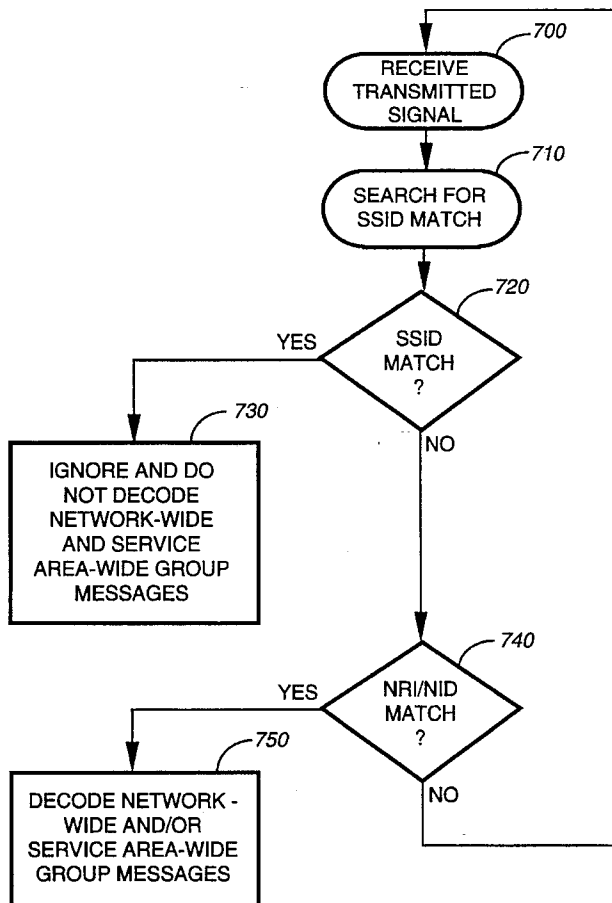 700
RECEIVE
TRANSMITTED
SIGNAL
710
SEARCH FOR
SSID MATCH
720
YES
SSID
MATCH
?
NO
730
IGNORE AND DO
NOT DECODE
NETWORK-WIDE
AND SERVICE
AREA-WIDE GROUP
MESSAGES
740
YES
NRI/NID
MATCH
?
NO
750
DECODE NETWORK -
WIDE AND/OR
SERVICE AREA-WIDE
GROUP MESSAGES